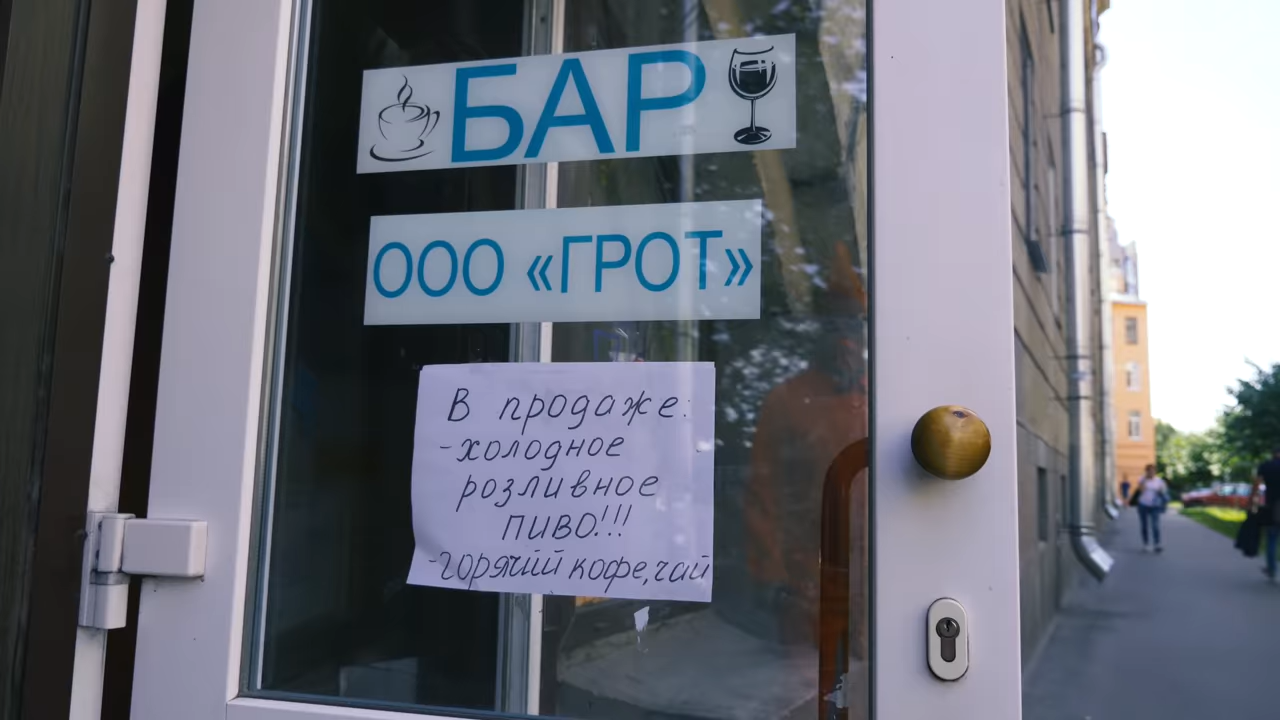 БАР
ООО «ГРОТ»
В продаже:
-холодное
розливное
ПИВО!!!
-горячий кофе, чай